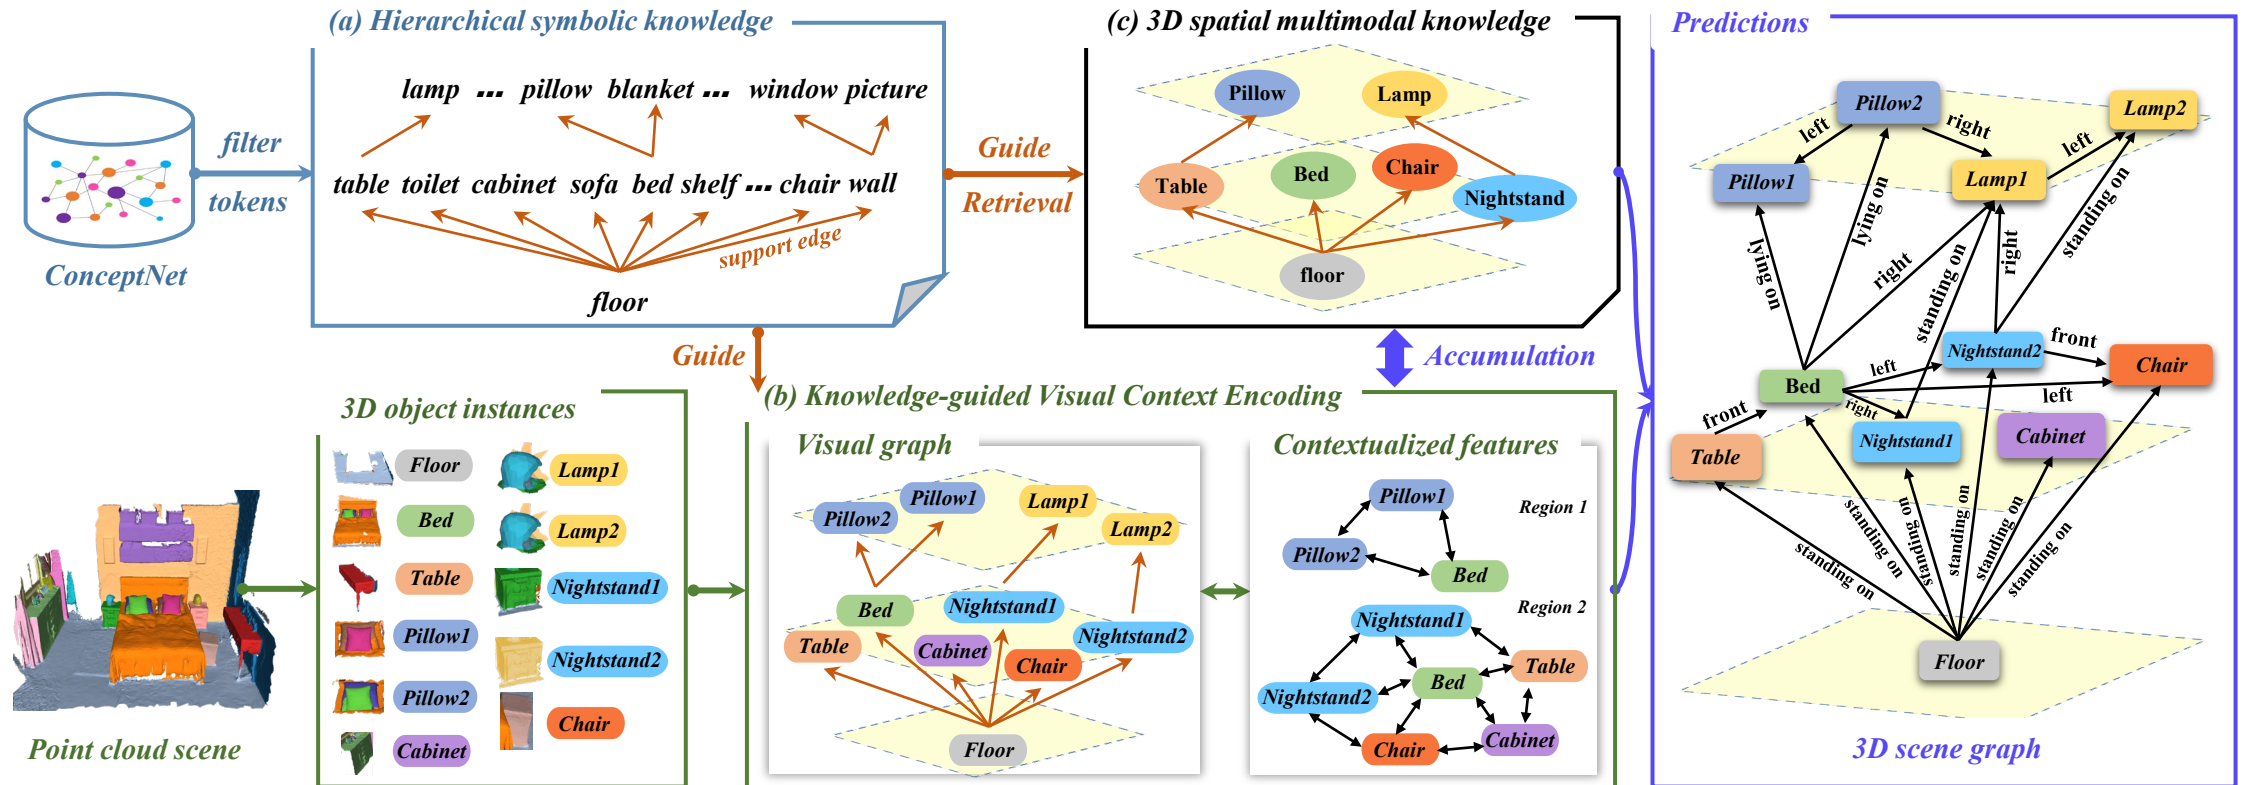 (a) Hierarchical symbolic knowledge
lamp ... pillow blanket ... window picture
table toilet cabinet sofa bed shelf ... chair wall
support edge
floor
filter
tokens
ConceptNet
Guide
Retrieval
(c) 3D spatial multimodal knowledge
Pillow
Lamp
Table
Bed
Chair
Nightstand
floor
Guide
Accumulation
Point cloud scene
3D object instances
Floor
Lamp1
Bed
Lamp2
Table
Nightstand1
Pillow1
Nightstand2
Pillow2
Chair
Cabinet
(b) Knowledge-guided Visual Context Encoding
Visual graph
Pillow2
Pillow1
Lamp1
Lamp2
Bed
Nightstand1
Table
Cabinet
Chair
Nightstand2
Floor
Contextualized features
Pillow1
Region 1
Pillow2
Bed
Region 2
Nightstand1
Table
Bed
Nightstand2
Chair
Cabinet
Predictions
Pillow2
Lamp2
left
right
left
Pillow1
Lamp1
lying on
lying on
right
standing on
right
standing on
Nightstand2
front
Chair
Bed
left
left
right
front
Table
Nightstand1
Cabinet
standing on
standing on
standing on
standing on
standing on
standing on
Floor
3D scene graph